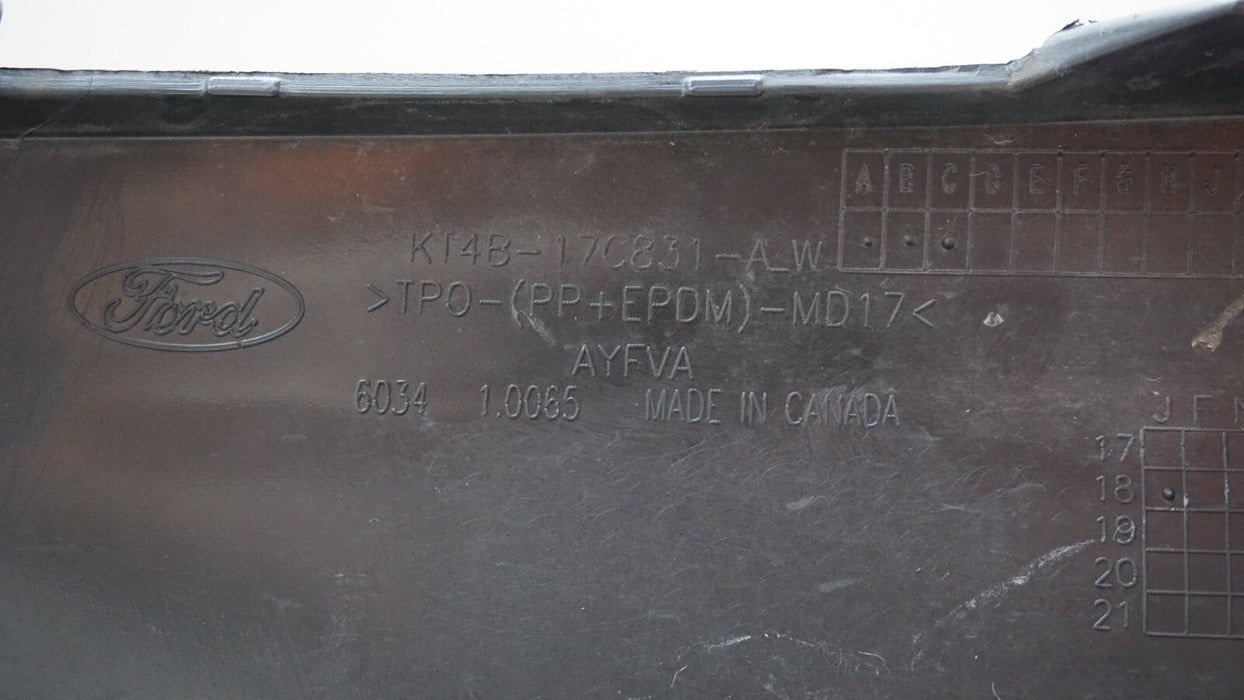 A B C D E F G H J
KT4B-17C831-A_W
Ford
>TPO-(PP+EPDM)-MD17<
AYFVA
6034 1.0065 MADE IN CANADA
J F M
17
18
19
20
21